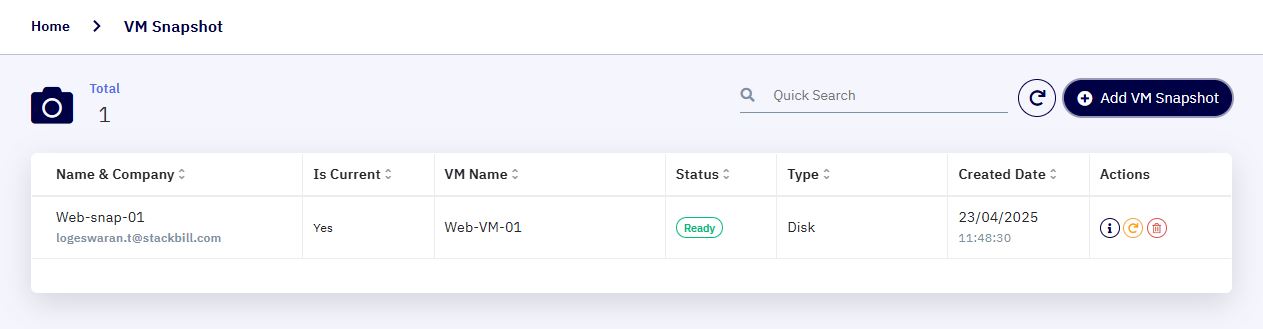 Home VM Snapshot
Total
1
Quick Search
Add VM Snapshot
Name & Company Is Current VM Name Status Type Created Date Actions
Web-snap-01 Yes Web-VM-01 Ready Disk 23/04/2025
logeswaran.t@stackbill.com 11:48:30